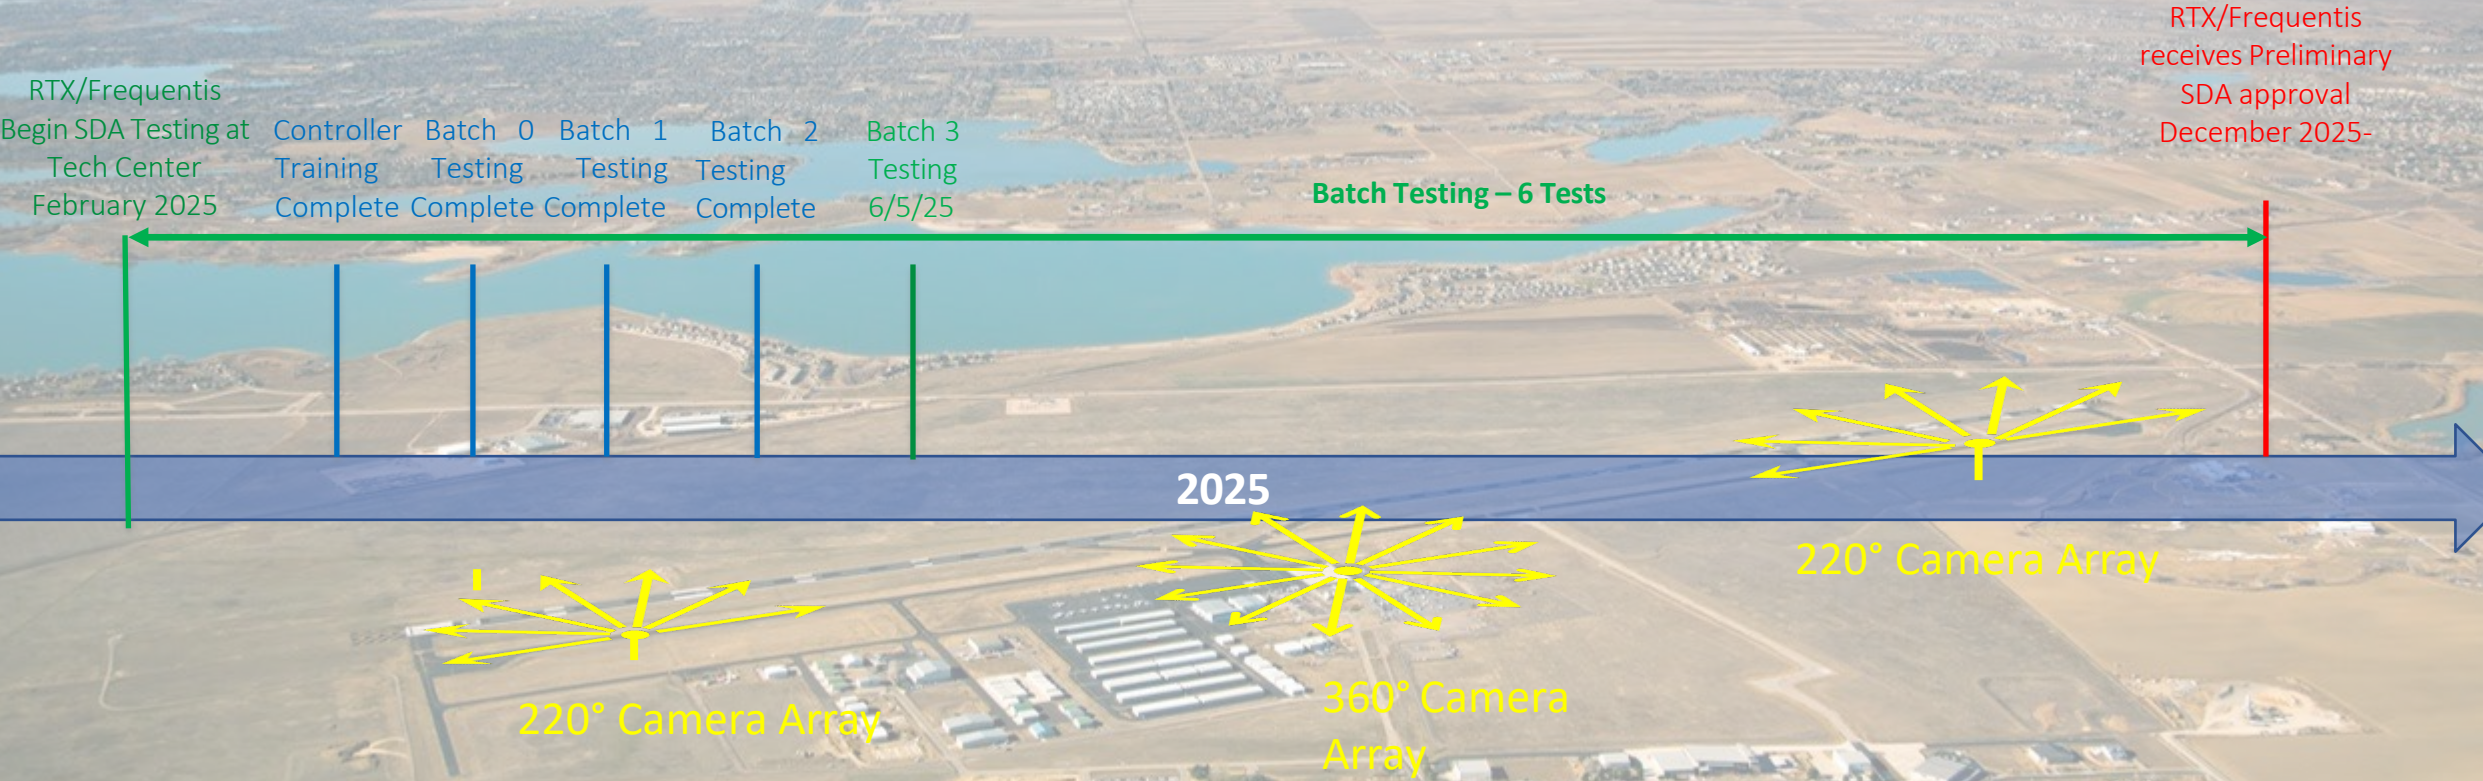 RTX/Frequentis
Begin SDA Testing at
Tech Center
February 2025
Controller
Training
Complete
Batch 0
Testing
Complete
Batch 1
Testing
Complete
Batch 2
Testing
Complete
Batch 3
Testing
6/5/25
Batch Testing – 6 Tests
RTX/Frequentis
receives Preliminary
SDA approval
December 2025-
2025
220° Camera Array
360° Camera
Array
220° Camera Array